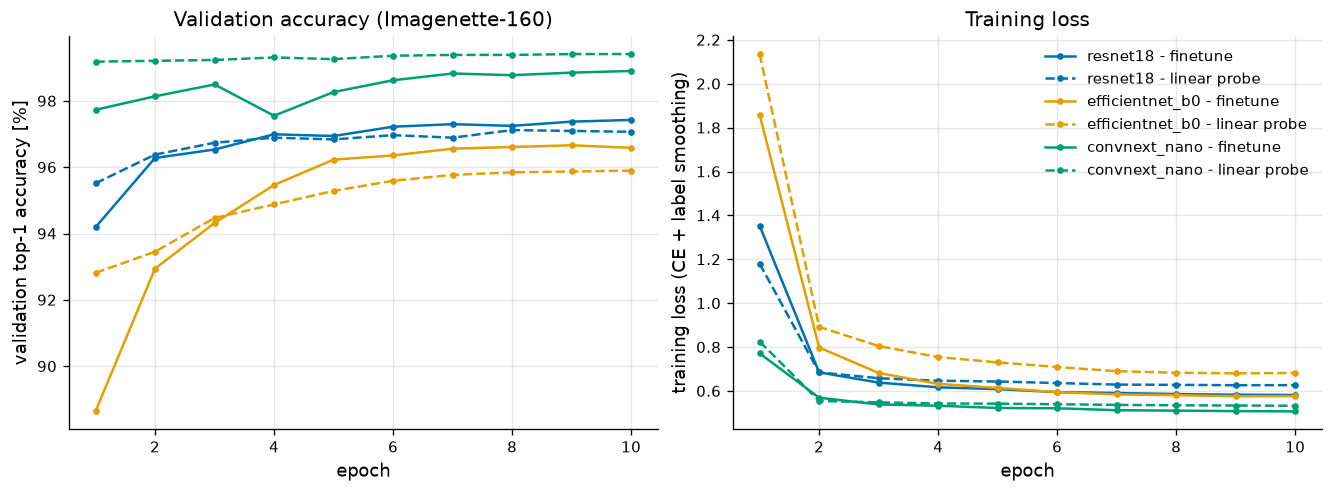 Validation accuracy (Imagenette-160)
validation top-1 accuracy [%]
98
96
94
92
90
2
4
6
8
10
epoch
Training loss
training loss (CE + label smoothing)
2.2
2.0
1.8
1.6
1.4
1.2
1.0
0.8
0.6
2
4
6
8
10
epoch
resnet18 - finetune
resnet18 - linear probe
efficientnet_b0 - finetune
efficientnet_b0 - linear probe
convnext_nano - finetune
convnext_nano - linear probe